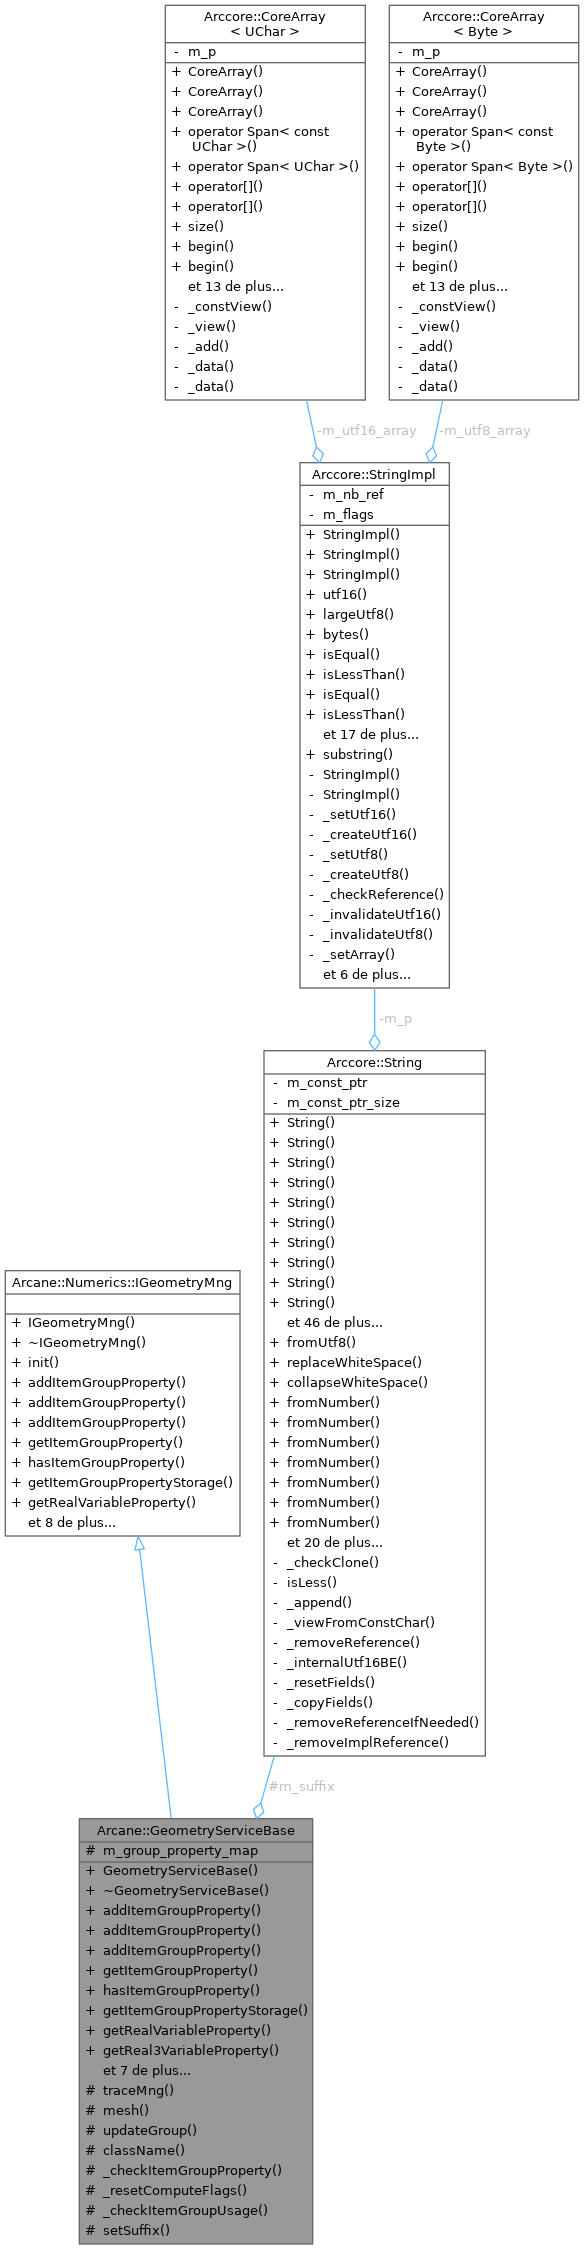 Arccore::CoreArray
< UChar >
- m_p
+ CoreArray()
+ CoreArray()
+ CoreArray()
+ operator Span< const
UChar >()
+ operator Span< UChar >()
+ operator[]()
+ operator[]()
+ size()
+ begin()
+ begin()
et 13 de plus...
- _constView()
- _view()
- _add()
- _data()
- _data()
Arccore::CoreArray
< Byte >
- m_p
+ CoreArray()
+ CoreArray()
+ CoreArray()
+ operator Span< const
Byte >()
+ operator Span< Byte >()
+ operator[]()
+ operator[]()
+ size()
+ begin()
+ begin()
et 13 de plus...
- _constView()
- _view()
- _add()
- _data()
- _data()
-m_utf16_array
-m_utf8_array
Arccore::StringImpl
- m_nb_ref
- m_flags
+ StringImpl()
+ StringImpl()
+ StringImpl()
+ utf16()
+ largeUtf8()
+ bytes()
+ isEqual()
+ isLessThan()
+ isEqual()
+ isLessThan()
et 17 de plus...
+ substring()
- StringImpl()
- StringImpl()
- _setUtf16()
- _createUtf16()
- _setUtf8()
- _createUtf8()
- _checkReference()
- _invalidateUtf16()
- _invalidateUtf8()
- _setArray()
et 6 de plus...
-m_p
Arccore::String
- m_const_ptr
- m_const_ptr_size
+ String()
+ String()
+ String()
+ String()
+ String()
+ String()
+ String()
+ String()
+ String()
+ String()
et 46 de plus...
+ fromUtf8()
+ replaceWhiteSpace()
+ collapseWhiteSpace()
+ fromNumber()
+ fromNumber()
+ fromNumber()
+ fromNumber()
+ fromNumber()
+ fromNumber()
+ fromNumber()
et 20 de plus...
- _checkClone()
- isLess()
- _append()
- _viewFromConstChar()
- _removeReference()
- _internalUtf16BE()
- _resetFields()
- _copyFields()
- _removeReferenceIfNeeded()
- _removeImplReference()
Arcane::Numerics::IGeometryMng
+ IGeometryMng()
+ ~IGeometryMng()
+ init()
+ addItemGroupProperty()
+ addItemGroupProperty()
+ addItemGroupProperty()
+ getItemGroupProperty()
+ hasItemGroupProperty()
+ getItemGroupPropertyStorage()
+ getRealVariableProperty()
et 8 de plus...
#m_suffix
Arcane::GeometryServiceBase
# m_group_property_map
+ GeometryServiceBase()
+ ~GeometryServiceBase()
+ addItemGroupProperty()
+ addItemGroupProperty()
+ addItemGroupProperty()
+ getItemGroupProperty()
+ hasItemGroupProperty()
+ getItemGroupPropertyStorage()
+ getRealVariableProperty()
+ getReal3VariableProperty()
et 7 de plus...
# traceMng()
# mesh()
# updateGroup()
# className()
# _checkItemGroupProperty()
# _resetComputeFlags()
# _checkItemGroupUsage()
# setSuffix()